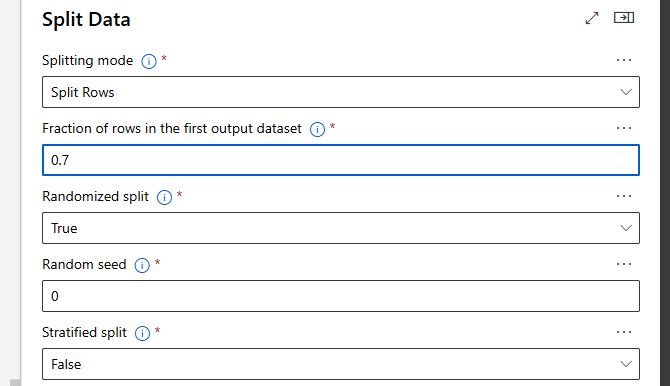 Split Data
Splitting mode *
Split Rows
Fraction of rows in the first output dataset *
0.7
Randomized split *
True
Random seed *
0
Stratified split *
False